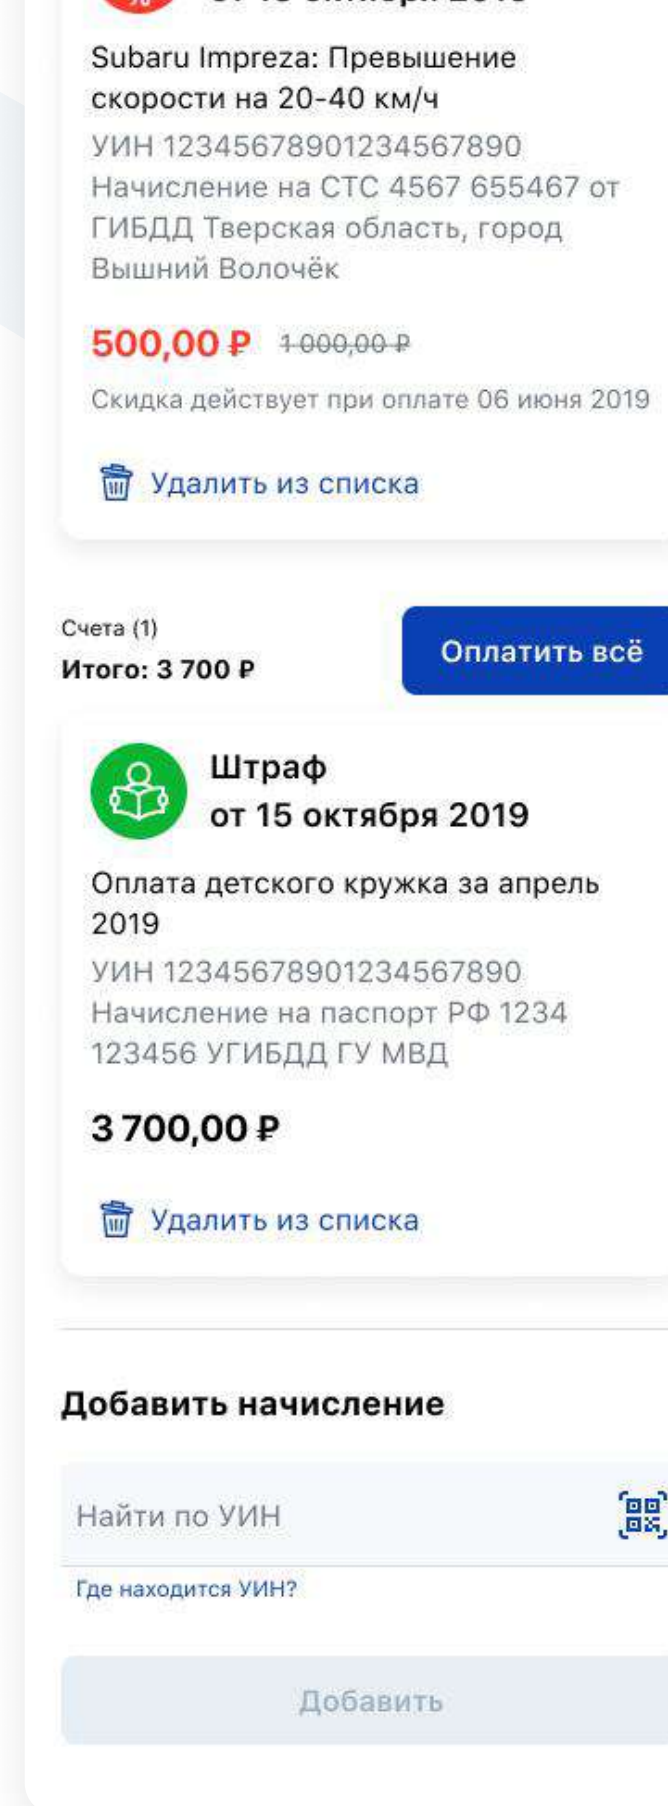 Subaru Impreza: Превышение
скорости на 20-40 км/ч
УИН 12345678901234567890
Начисление на СТС 4567 655467 от
ГИБДД Тверская область, город
Вышний Волочёк
500,00 ₽ 1 000,00 ₽
Скидка действует при оплате 06 июня 2019
Удалить из списка
Счета (1)
Итого: 3 700 ₽
Оплатить всё
Штраф
от 15 октября 2019
Оплата детского кружка за апрель
2019
УИН 12345678901234567890
Начисление на паспорт РФ 1234
123456 УГИБДД ГУ МВД
3 700,00 ₽
Удалить из списка
Добавить начисление
Найти по УИН
Где находится УИН?
Добавить